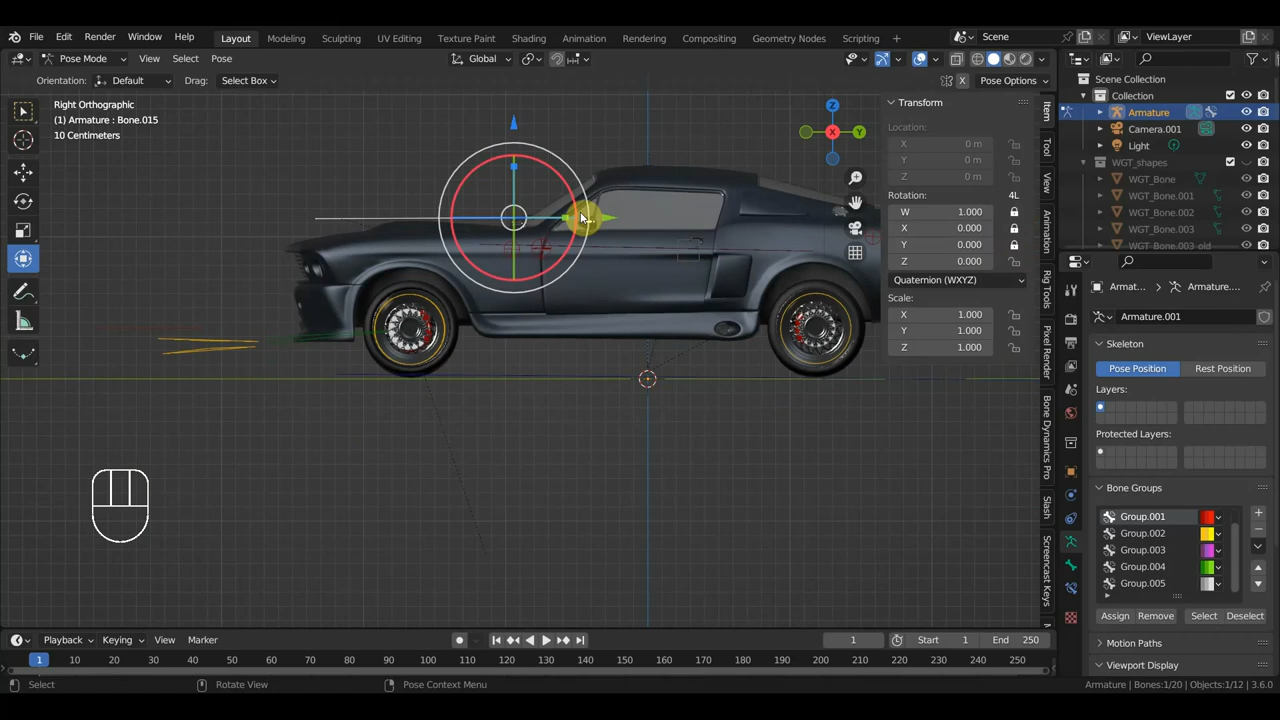 File Edit Render Window Help Layout Modeling Sculpting UV Editing Texture Paint Shading Animation Rendering Compositing Geometry Nodes Scripting + Scene ViewLayer
Pose Mode View Select Pose Global
Orientation: Default Drag: Select Box X Pose Options
Right Orthographic
(1) Armature : Bone.015
10 Centimeters
Z
Y
X
Transform
Location:
X 0 m
Y 0 m
Z 0 m
Rotation: 4L
W 1.000
X 0.000
Y 0.000
Z 0.000
Quaternion (WXYZ)
Scale:
X 1.000
Y 1.000
Z 1.000
Item
Tool
View
Animation
Rig Tools
Pixel Render
Bone Dynamics Pro
Slash
Screencast Keys
Scene Collection
Collection
Armature
Camera.001
Light
WGT_shapes
WGT_Bone
WGT_Bone.001
WGT_Bone.002
WGT_Bone.003_old
Armat... Armature....
Armature.001
Skeleton
Pose Position Rest Position
Layers:
Protected Layers:
Bone Groups
Group.001
Group.002
Group.003
Group.004
Group.005
Assign Remove Select Deselect
Motion Paths
Viewport Display
Playback Keying View Marker 1 Start 1 End 250
1 10 20 30 40 50 60 70 80 90 100 110 120 130 140 150 160 170 180 190 200 210 220 230 240 250
Select Rotate View Pose Context Menu Armature | Bones:1/20 | Objects:1/12 | 3.6.0